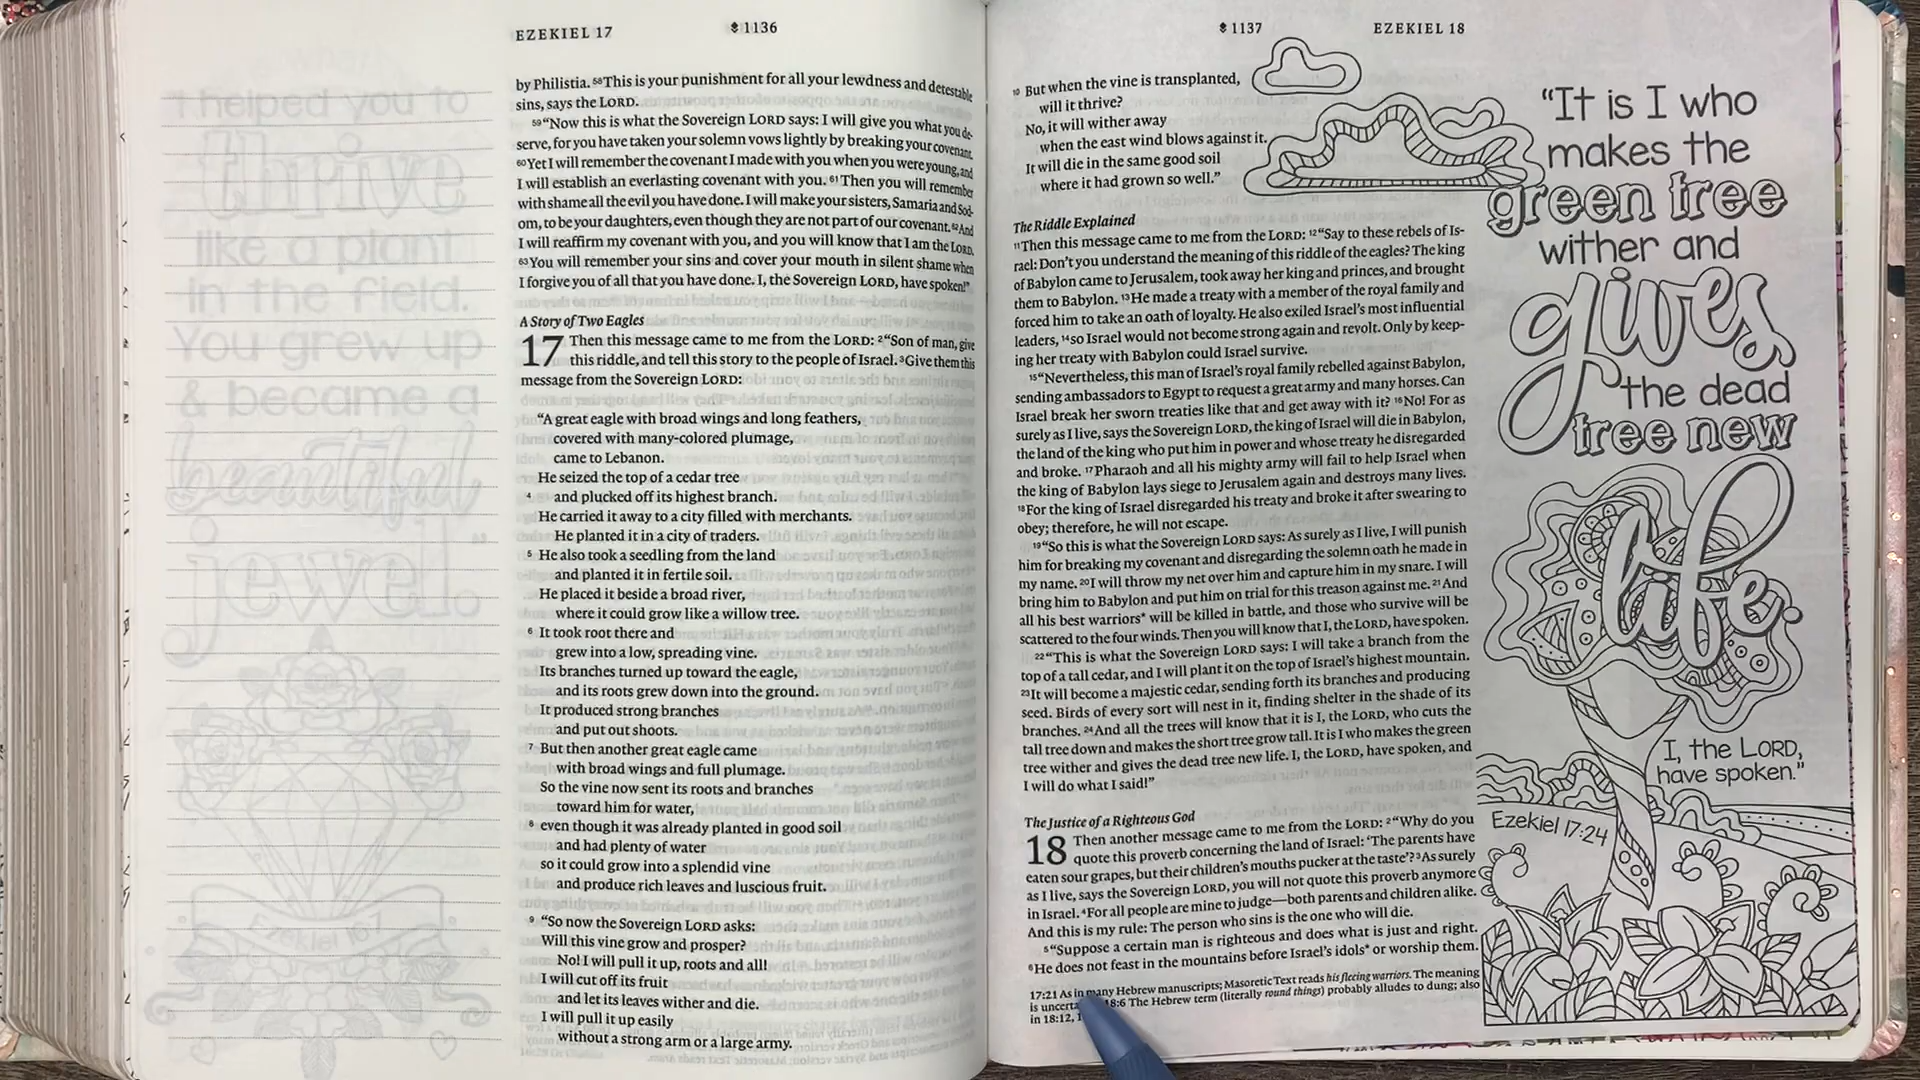 EZEKIEL 17
1136
by Philistia. 58This is your punishment for all your lewdness and detestable
sins, says the LORD.
59“Now this is what the Sovereign LORD says: I will give you what you de-
serve, for you have taken your solemn vows lightly by breaking your covenant.
60Yet I will remember the covenant I made with you when you were young, and
I will establish an everlasting covenant with you. 61Then you will remember
with shame all the evil you have done. I will make your sisters, Samaria and Sod-
om, to be your daughters, even though they are not part of our covenant. 62And
I will reaffirm my covenant with you, and you will know that I am the LORD.
63You will remember your sins and cover your mouth in silent shame when
I forgive you of all that you have done. I, the Sovereign LORD, have spoken!”
A Story of Two Eagles
17 Then this message came to me from the LORD: 2“Son of man, give
this riddle, and tell this story to the people of Israel. 3Give them this
message from the Sovereign LORD:
“A great eagle with broad wings and long feathers,
covered with many-colored plumage,
came to Lebanon.
He seized the top of a cedar tree
4 and plucked off its highest branch.
He carried it away to a city filled with merchants.
He planted it in a city of traders.
5 He also took a seedling from the land
and planted it in fertile soil.
He placed it beside a broad river,
where it could grow like a willow tree.
6 It took root there and
grew into a low, spreading vine.
Its branches turned up toward the eagle,
and its roots grew down into the ground.
It produced strong branches
and put out shoots.
7 But then another great eagle came
with broad wings and full plumage.
So the vine now sent its roots and branches
toward him for water,
8 even though it was already planted in good soil
and had plenty of water
so it could grow into a splendid vine
and produce rich leaves and luscious fruit.
9 “So now the Sovereign LORD asks:
Will this vine grow and prosper?
No! I will pull it up, roots and all!
I will cut off its fruit
and let its leaves wither and die.
I will pull it up easily
without a strong arm or a large army.
I helped you to
thrive
like a plant
in the field.
You grew up
& became a
beautiful
jewel.”
Ezekiel 16:7
1137
EZEKIEL 18
10 But when the vine is transplanted,
will it thrive?
No, it will wither away
when the east wind blows against it.
It will die in the same good soil
where it had grown so well.”
The Riddle Explained
11Then this message came to me from the LORD: 12“Say to these rebels of Is-
rael: Don’t you understand the meaning of this riddle of the eagles? The king
of Babylon came to Jerusalem, took away her king and princes, and brought
them to Babylon. 13He made a treaty with a member of the royal family and
forced him to take an oath of loyalty. He also exiled Israel’s most influential
leaders, 14so Israel would not become strong again and revolt. Only by keep-
ing her treaty with Babylon could Israel survive.
15“Nevertheless, this man of Israel’s royal family rebelled against Babylon,
sending ambassadors to Egypt to request a great army and many horses. Can
Israel break her sworn treaties like that and get away with it? 16No! For as
surely as I live, says the Sovereign LORD, the king of Israel will die in Babylon,
the land of the king who put him in power and whose treaty he disregarded
and broke. 17Pharaoh and all his mighty army will fail to help Israel when
the king of Babylon lays siege to Jerusalem again and destroys many lives.
18For the king of Israel disregarded his treaty and broke it after swearing to
obey; therefore, he will not escape.
19“So this is what the Sovereign LORD says: As surely as I live, I will punish
him for breaking my covenant and disregarding the solemn oath he made in
my name. 20I will throw my net over him and capture him in my snare. I will
bring him to Babylon and put him on trial for this treason against me. 21And
all his best warriors* will be killed in battle, and those who survive will be
scattered to the four winds. Then you will know that I, the LORD, have spoken.
22“This is what the Sovereign LORD says: I will take a branch from the
top of a tall cedar, and I will plant it on the top of Israel’s highest mountain.
23It will become a majestic cedar, sending forth its branches and producing
seed. Birds of every sort will nest in it, finding shelter in the shade of its
branches. 24And all the trees will know that it is I, the LORD, who cuts the
tall tree down and makes the short tree grow tall. It is I who makes the green
tree wither and gives the dead tree new life. I, the LORD, have spoken, and
I will do what I said!”
The Justice of a Righteous God
18 Then another message came to me from the LORD: 2“Why do you
quote this proverb concerning the land of Israel: ‘The parents have
eaten sour grapes, but their children’s mouths pucker at the taste’? 3As surely
as I live, says the Sovereign LORD, you will not quote this proverb anymore
in Israel. 4For all people are mine to judge—both parents and children alike.
And this is my rule: The person who sins is the one who will die.
5“Suppose a certain man is righteous and does what is just and right.
6He does not feast in the mountains before Israel’s idols* or worship them.
17:21 As in many Hebrew manuscripts; Masoretic Text reads his fleeing warriors. The meaning
is 18:6 The Hebrew term (literally round things) probably alludes to dung; also
in 18:12,
“It is I who
makes the
green tree
wither and
gives
the dead
tree new
life.
I, the LORD,
have spoken.”
Ezekiel 17:24